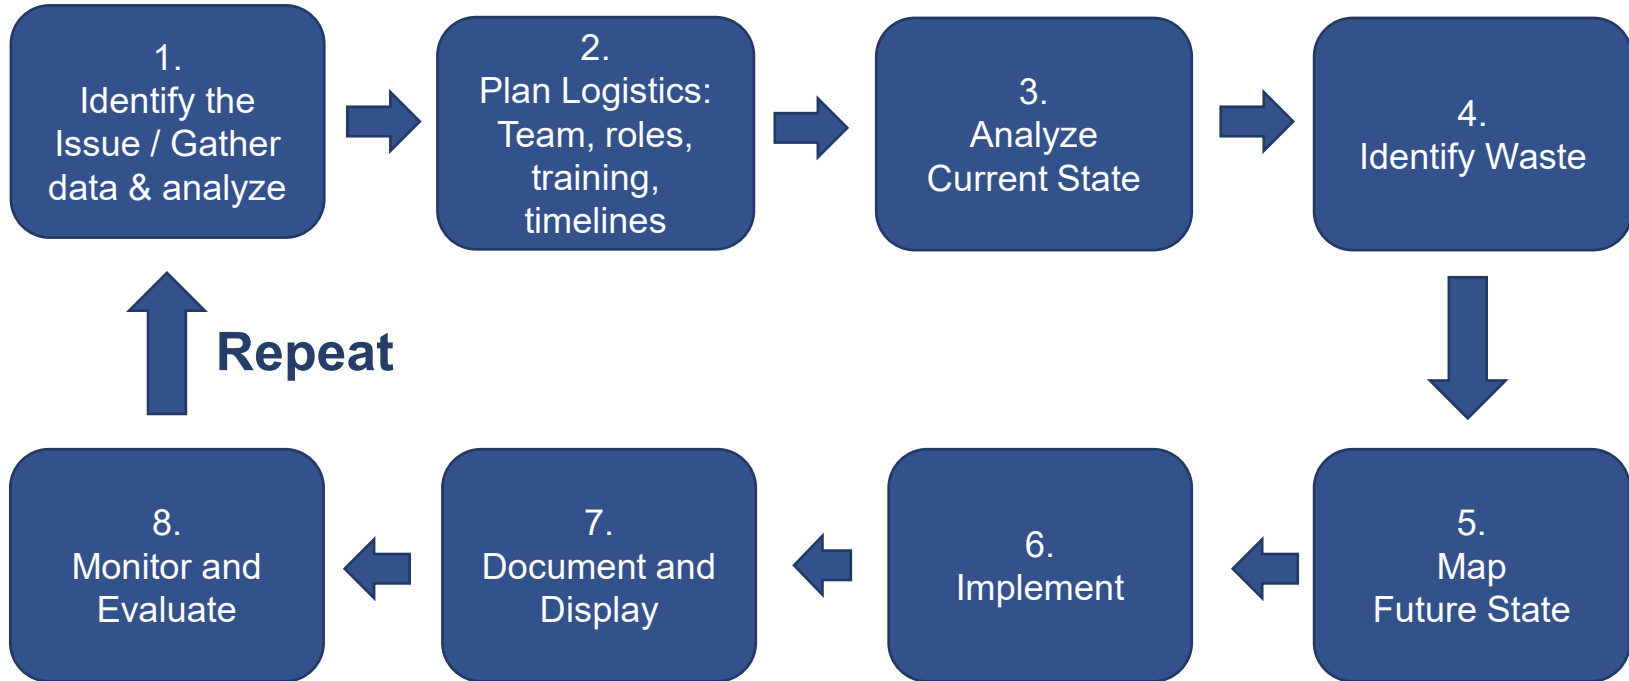 1.
Identify the
Issue / Gather
data & analyze
2.
Plan Logistics:
Team, roles,
training,
timelines
3.
Analyze
Current State
4.
Identify Waste
5.
Map
Future State
6.
Implement
7.
Document and
Display
8.
Monitor and
Evaluate
Repeat